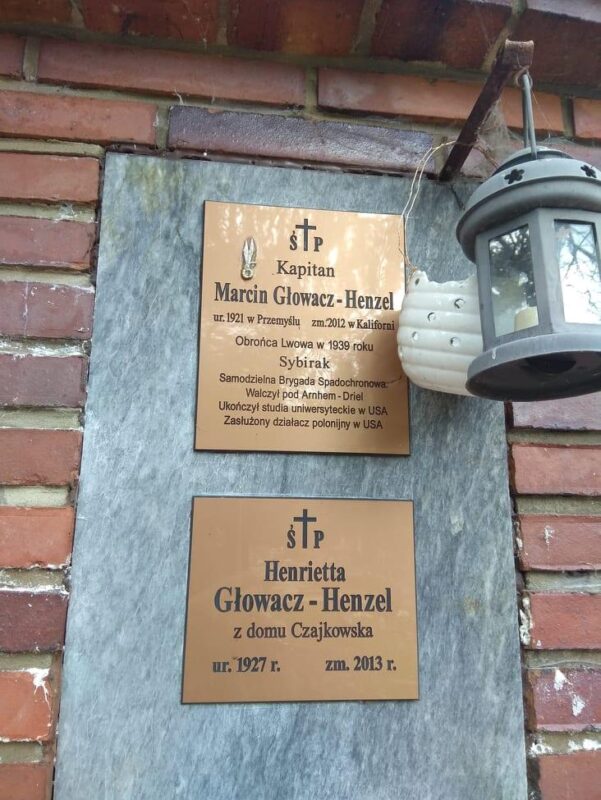 Ś†P
Kapitan
Marcin Głowacz-Henzel
ur.1921 w Przemyślu zm.2012 w Kaliforni
Obrońca Lwowa w 1939 roku
Sybirak
Samodzielna Brygada Spadochronowa.
Walczył pod Arnhem-Driel
Ukończył studia uniwersyteckie w USA
Zasłużony działacz polonijny w USA
Ś†P
Henrietta
Głowacz-Henzel
z domu Czajkowska
ur. 1927 r. zm. 2013 r.